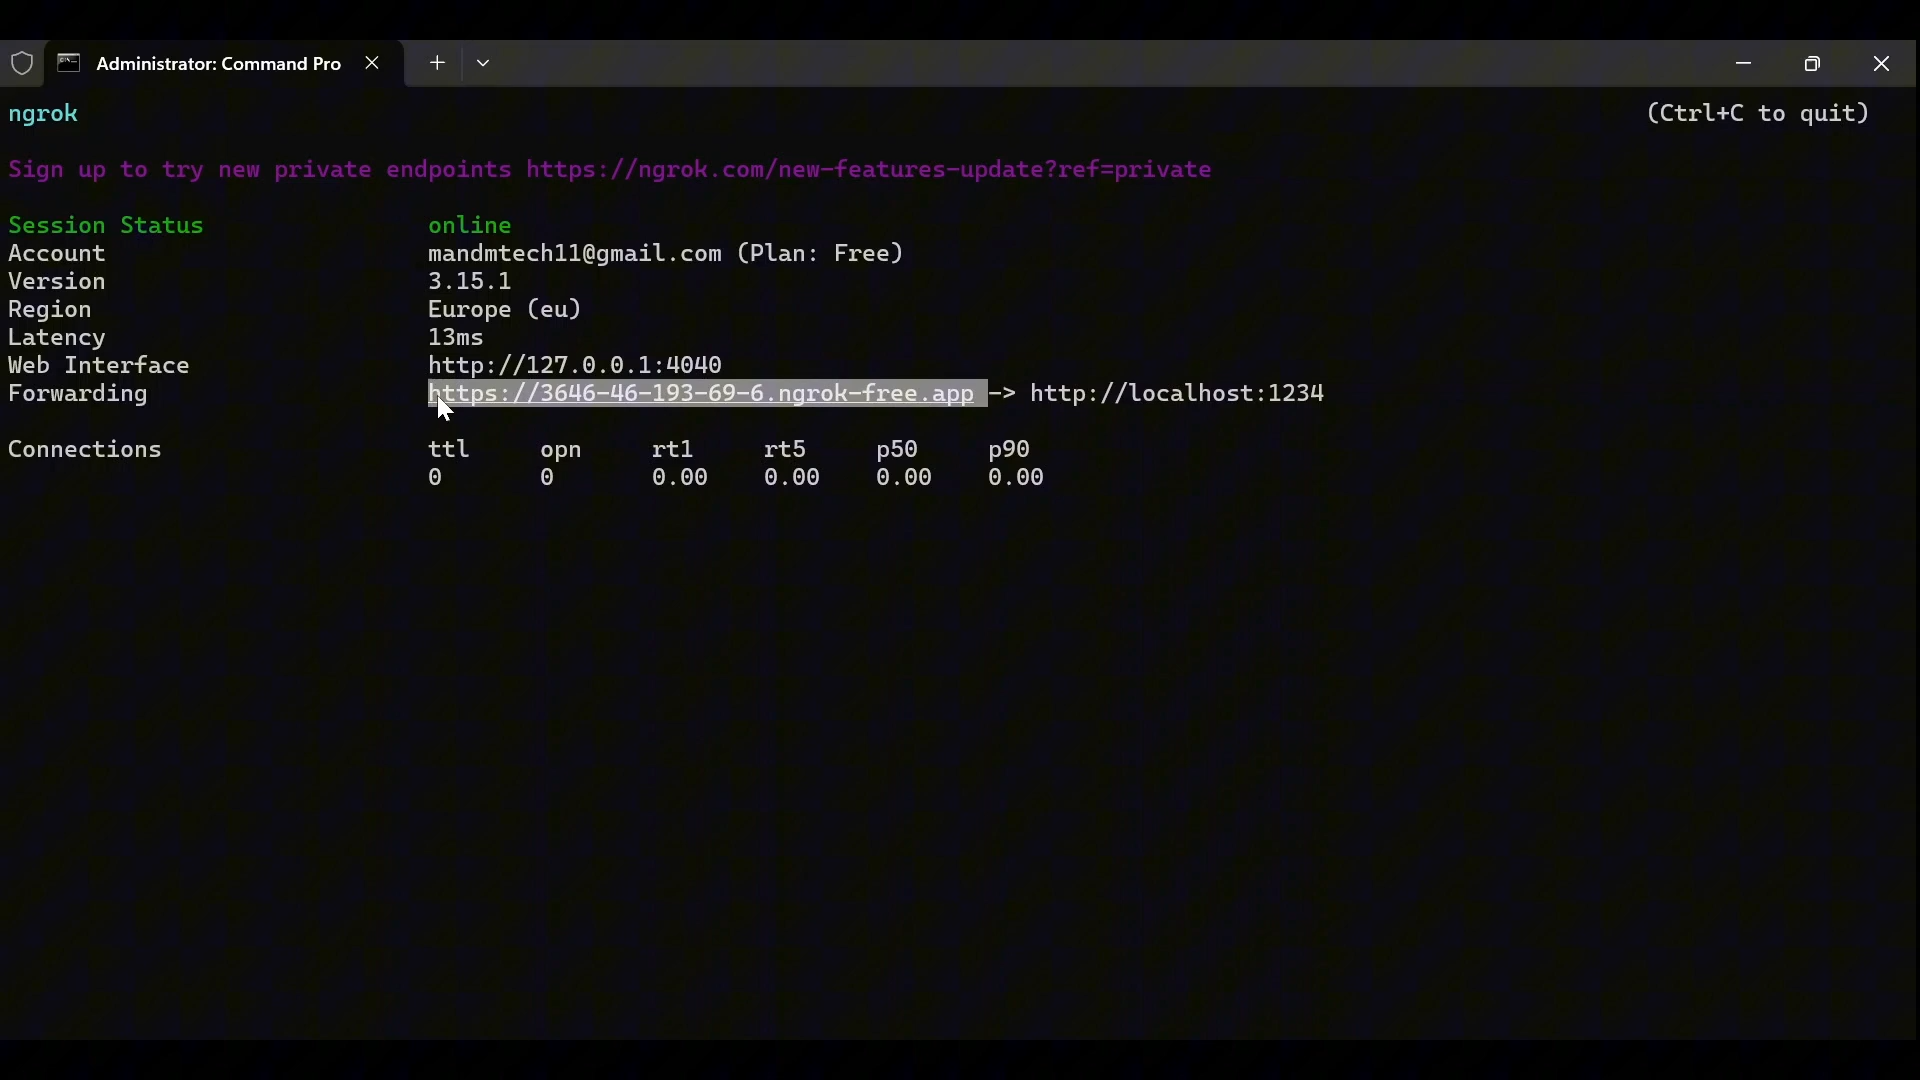 Administrator: Command Pro
ngrok (Ctrl+C to quit)
Sign up to try new private endpoints https://ngrok.com/new-features-update?ref=private
Session Status online
Account mandmtech11@gmail.com (Plan: Free)
Version 3.15.1
Region Europe (eu)
Latency 13ms
Web Interface http://127.0.0.1:4040
Forwarding https://3646-46-193-69-6.ngrok-free.app -> http://localhost:1234
Connections ttl opn rt1 rt5 p50 p90
0 0 0.00 0.00 0.00 0.00